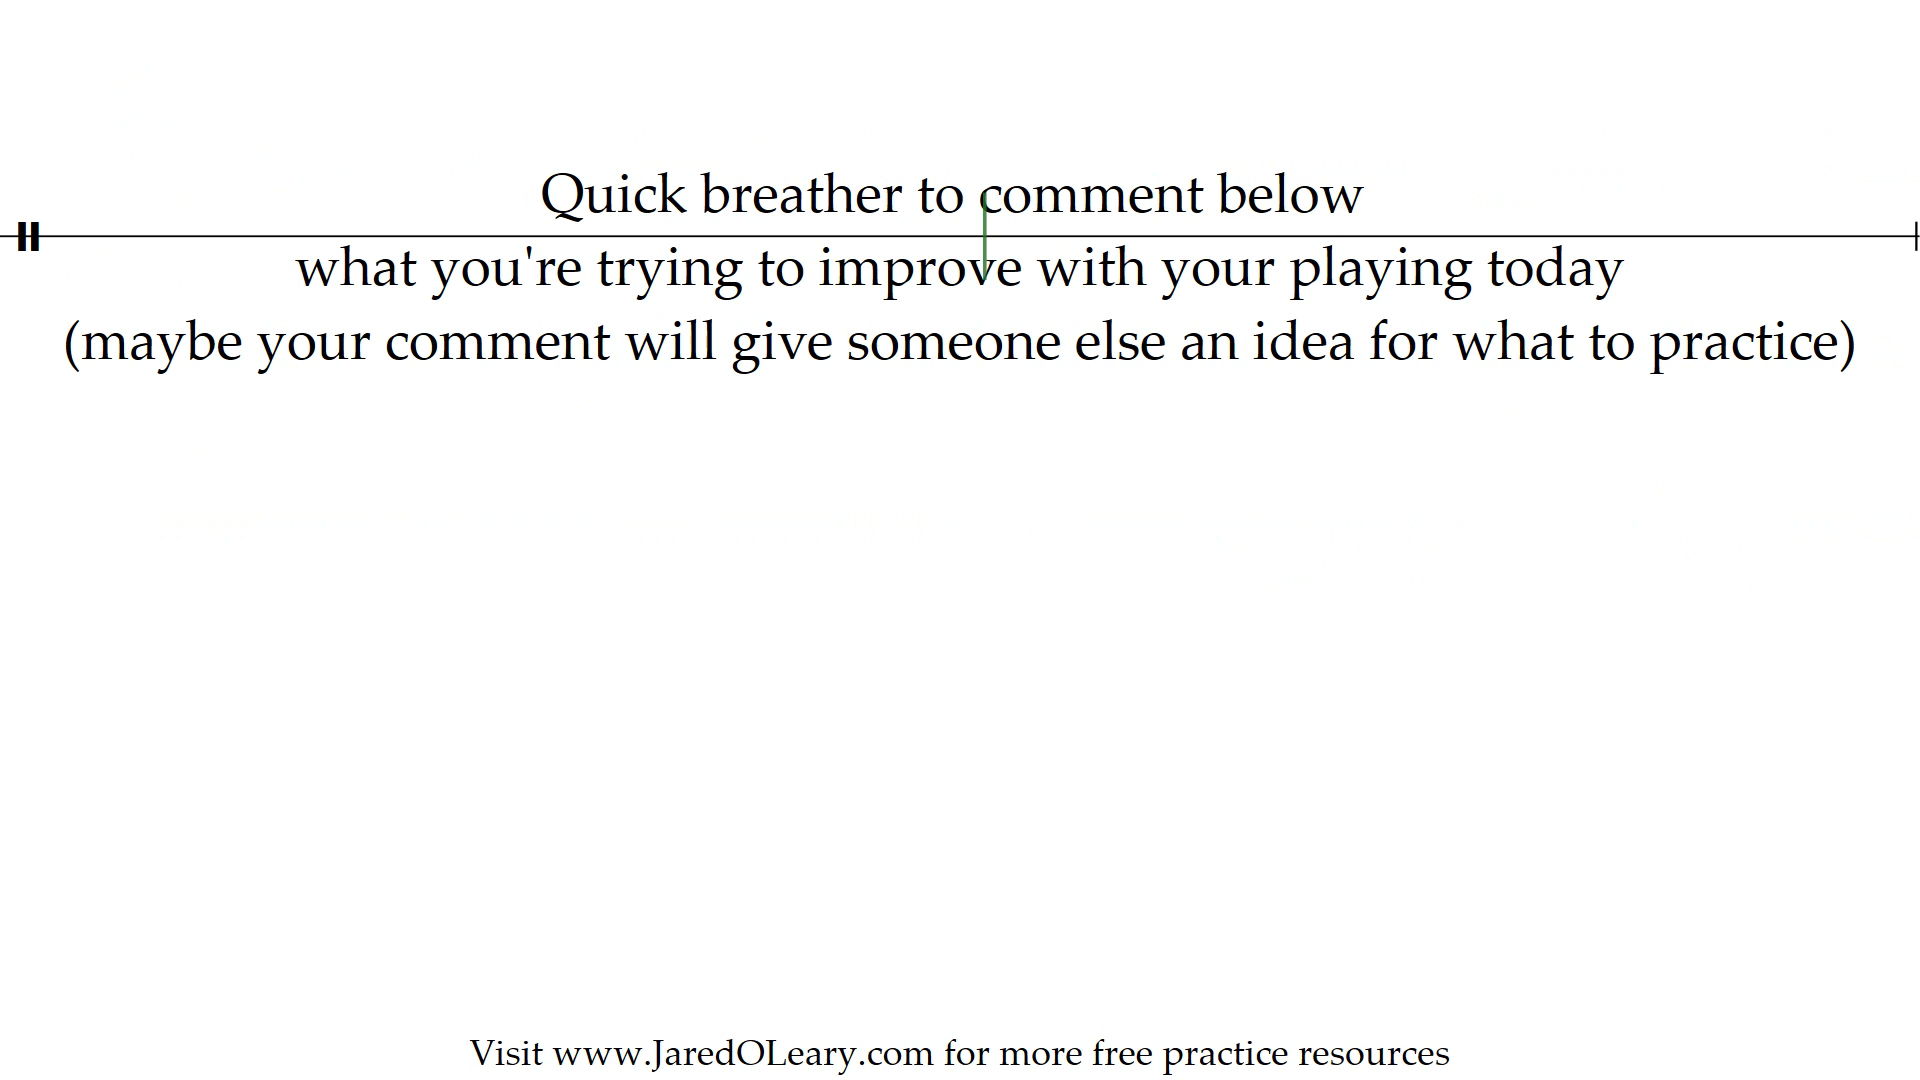 Quick breather to comment below
what you're trying to improve with your playing today
(maybe your comment will give someone else an idea for what to practice)
Visit www.JaredOLeary.com for more free practice resources